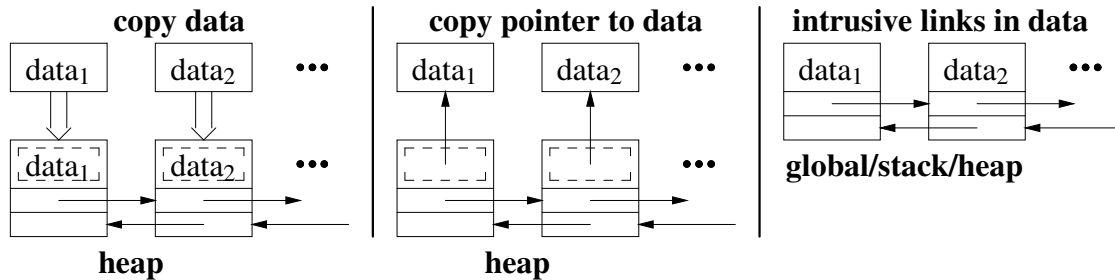 copy data
data₁ data₂ •••
data₁ data₂ •••
heap
copy pointer to data
data₁ data₂ •••
•••
heap
intrusive links in data
data₁ data₂ •••
global/stack/heap